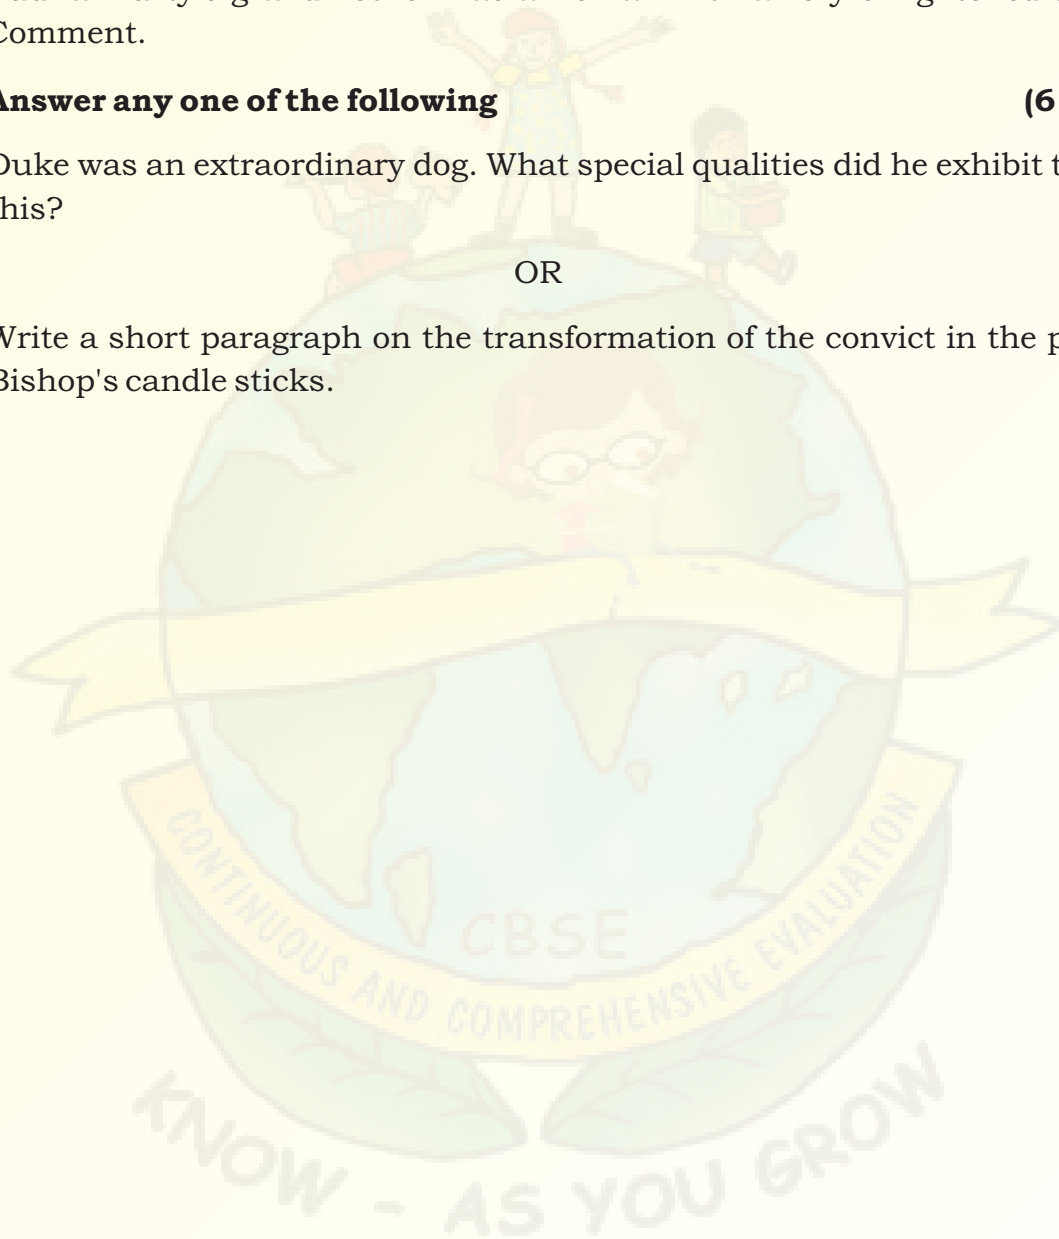 Comment.
Answer any one of the following (6
Duke was an extraordinary dog. What special qualities did he exhibit
this?
OR
Write a short paragraph on the transformation of the convict in the
Bishop's candle sticks.
CBSE
CONTINUOUS AND COMPREHENSIVE EVALUATION
KNOW - AS YOU GROW